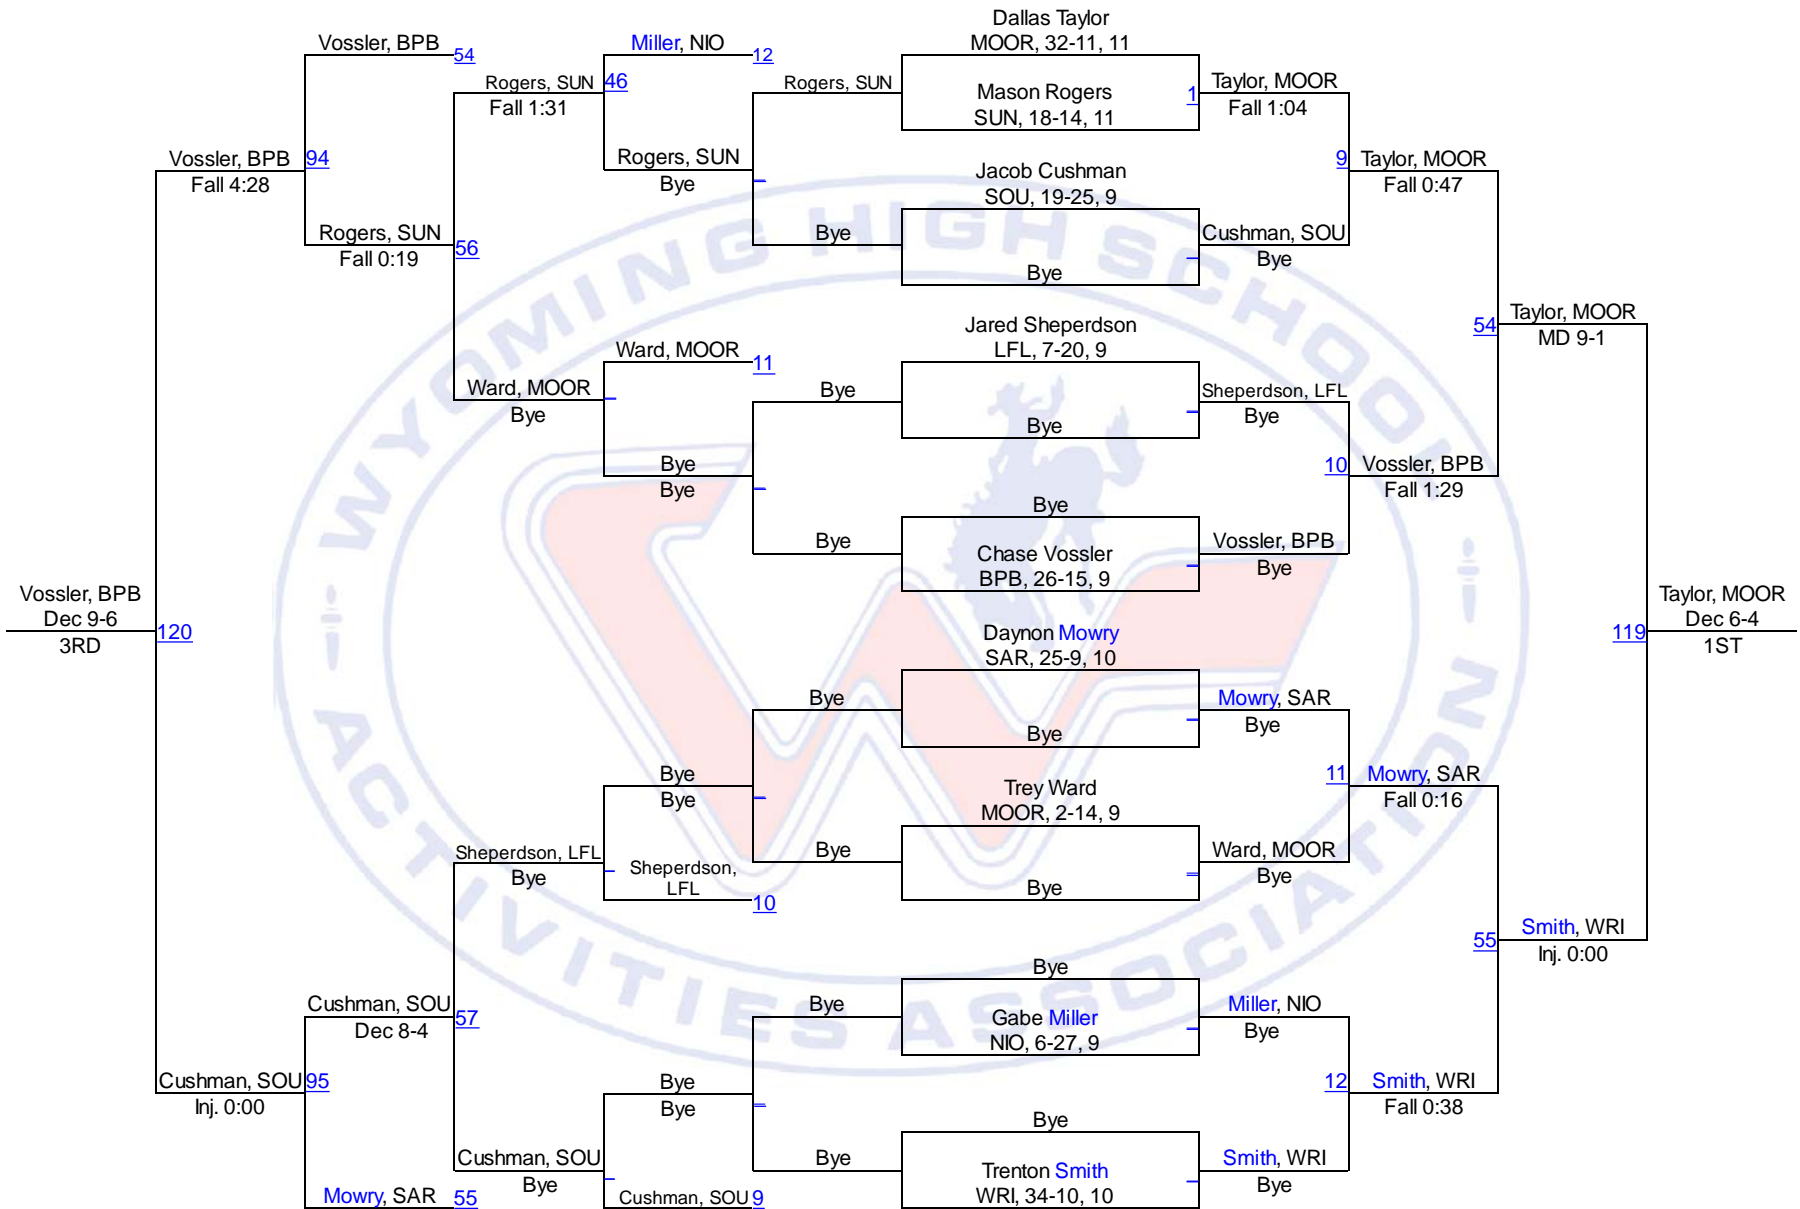 Dallas Taylor
MOOR, 32-11, 11
Vossler, BPB
54
Miller, NIO
12
Rogers, SUN
46
Fall 1:31
Rogers, SUN
Mason Rogers
SUN, 18-14, 11
1
Taylor, MOOR
Fall 1:04
Vossler, BPB
94
Fall 4:28
Rogers, SUN
Bye
Jacob Cushman
SOU, 19-25, 9
9
Taylor, MOOR
Fall 0:47
Rogers, SUN
56
Fall 0:19
Bye
Bye
Cushman, SOU
Bye
Jared Sheperdson
LFL, 7-20, 9
54
Taylor, MOOR
MD 9-1
Ward, MOOR
11
Ward, MOOR
Bye
Bye
Bye
Sheperdson, LFL
Bye
Bye
Bye
10
Vossler, BPB
Fall 1:29
Bye
Bye
Chase Vossler
BPB, 26-15, 9
Vossler, BPB
Bye
Vossler, BPB
Dec 9-6
120
3RD
Daynon Mowry
SAR, 25-9, 10
119
Taylor, MOOR
Dec 6-4
1ST
Bye
Bye
Mowry, SAR
Bye
Bye
Bye
Trey Ward
MOOR, 2-14, 9
11
Mowry, SAR
Fall 0:16
Sheperdson, LFL
Bye
Sheperdson,
LFL
10
Bye
Bye
Ward, MOOR
Bye
55
Smith, WRI
Inj. 0:00
Cushman, SOU
57
Dec 8-4
Bye
Bye
Gabe Miller
NIO, 6-27, 9
Miller, NIO
Bye
Cushman, SOU
95
Inj. 0:00
Bye
Bye
12
Smith, WRI
Fall 0:38
Cushman, SOU
Bye
Bye
Bye
Trenton Smith
WRI, 34-10, 10
Smith, WRI
Bye
Mowry, SAR
55
Cushman, SOU
9
WYOMING HIGH SCHOOL
ACTIVITIES ASSOCIATION